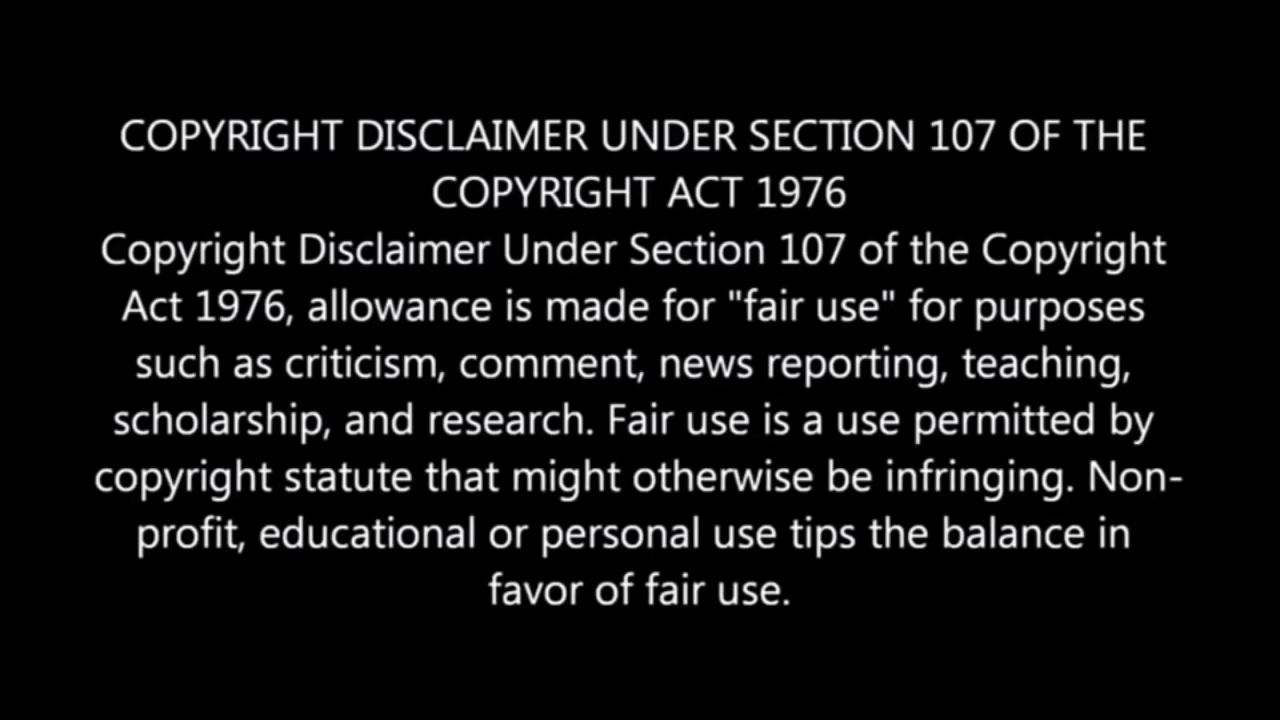 COPYRIGHT DISCLAIMER UNDER SECTION 107 OF THE
COPYRIGHT ACT 1976
Copyright Disclaimer Under Section 107 of the Copyright
Act 1976, allowance is made for "fair use" for purposes
such as criticism, comment, news reporting, teaching,
scholarship, and research. Fair use is a use permitted by
copyright statute that might otherwise be infringing. Non-
profit, educational or personal use tips the balance in
favor of fair use.